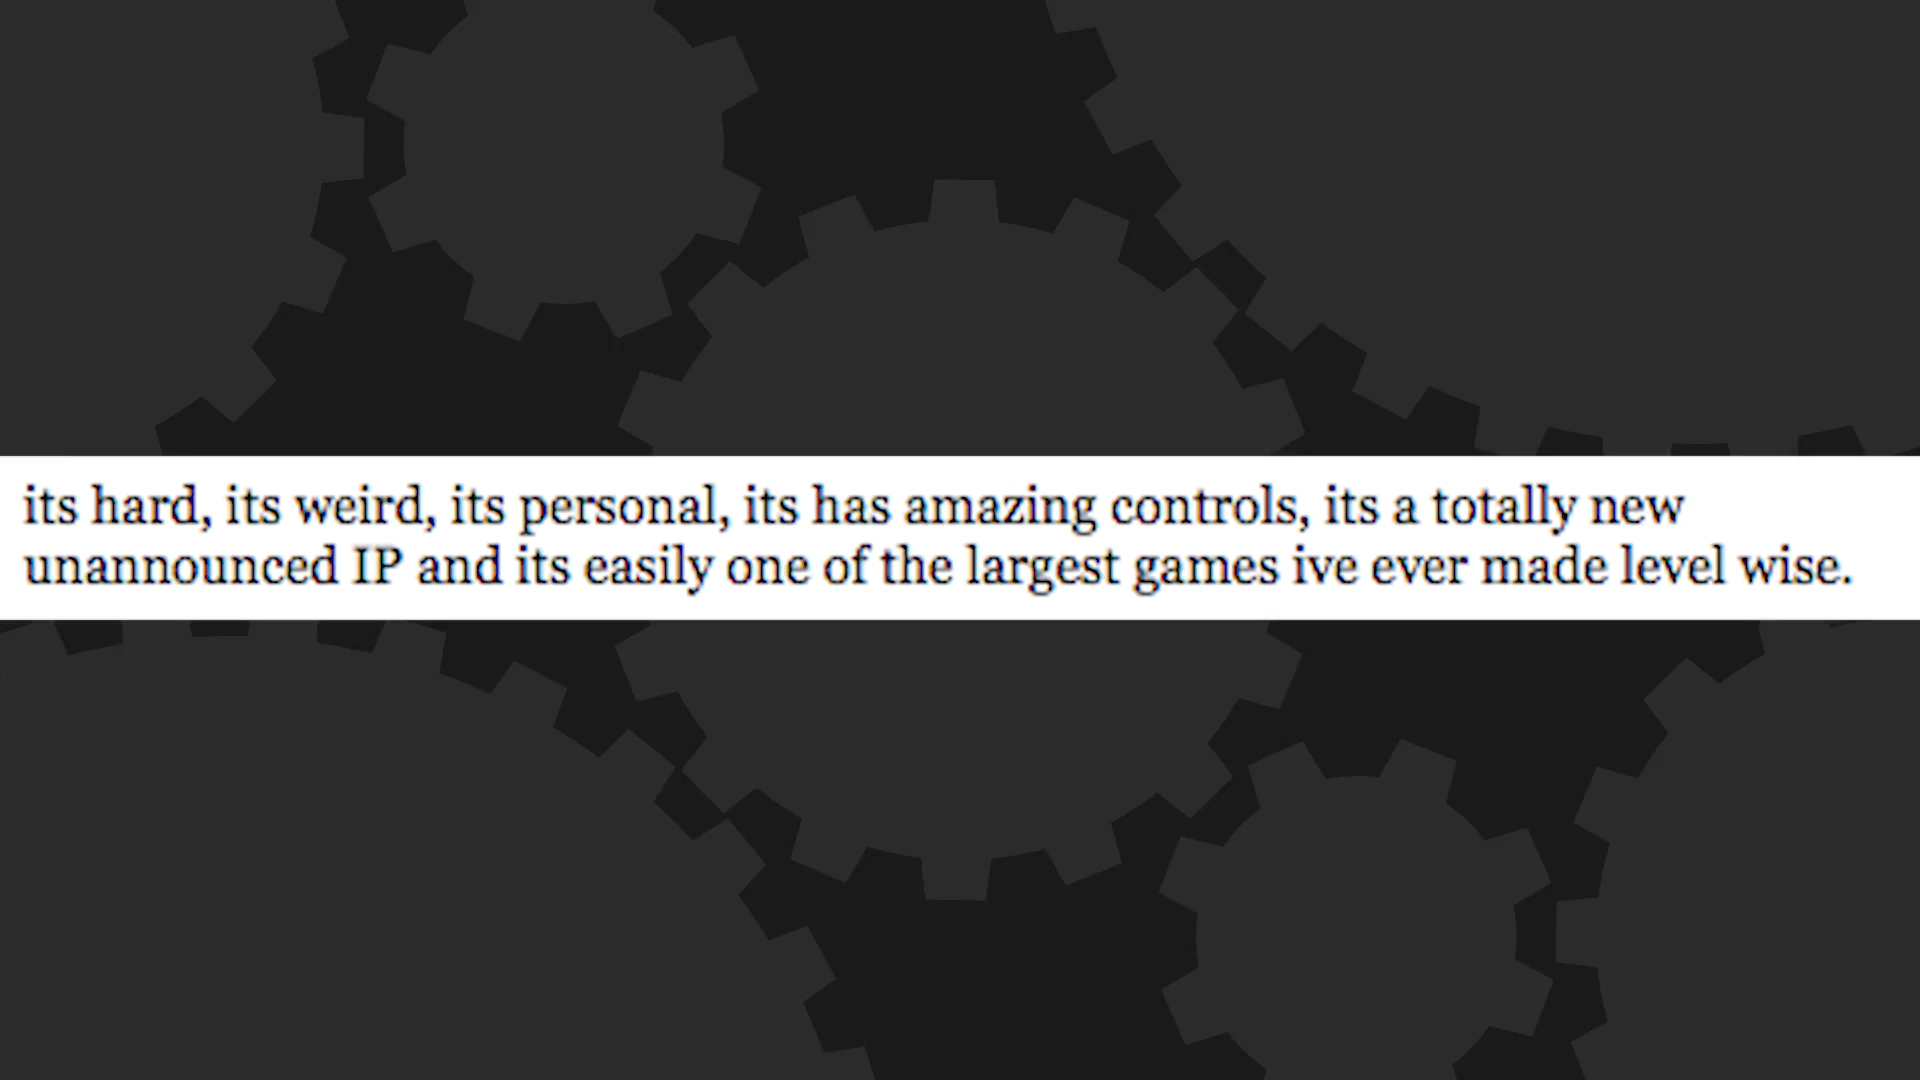 its hard, its weird, its personal, its has amazing controls, its a totally new
unannounced IP and its easily one of the largest games ive ever made level wise.